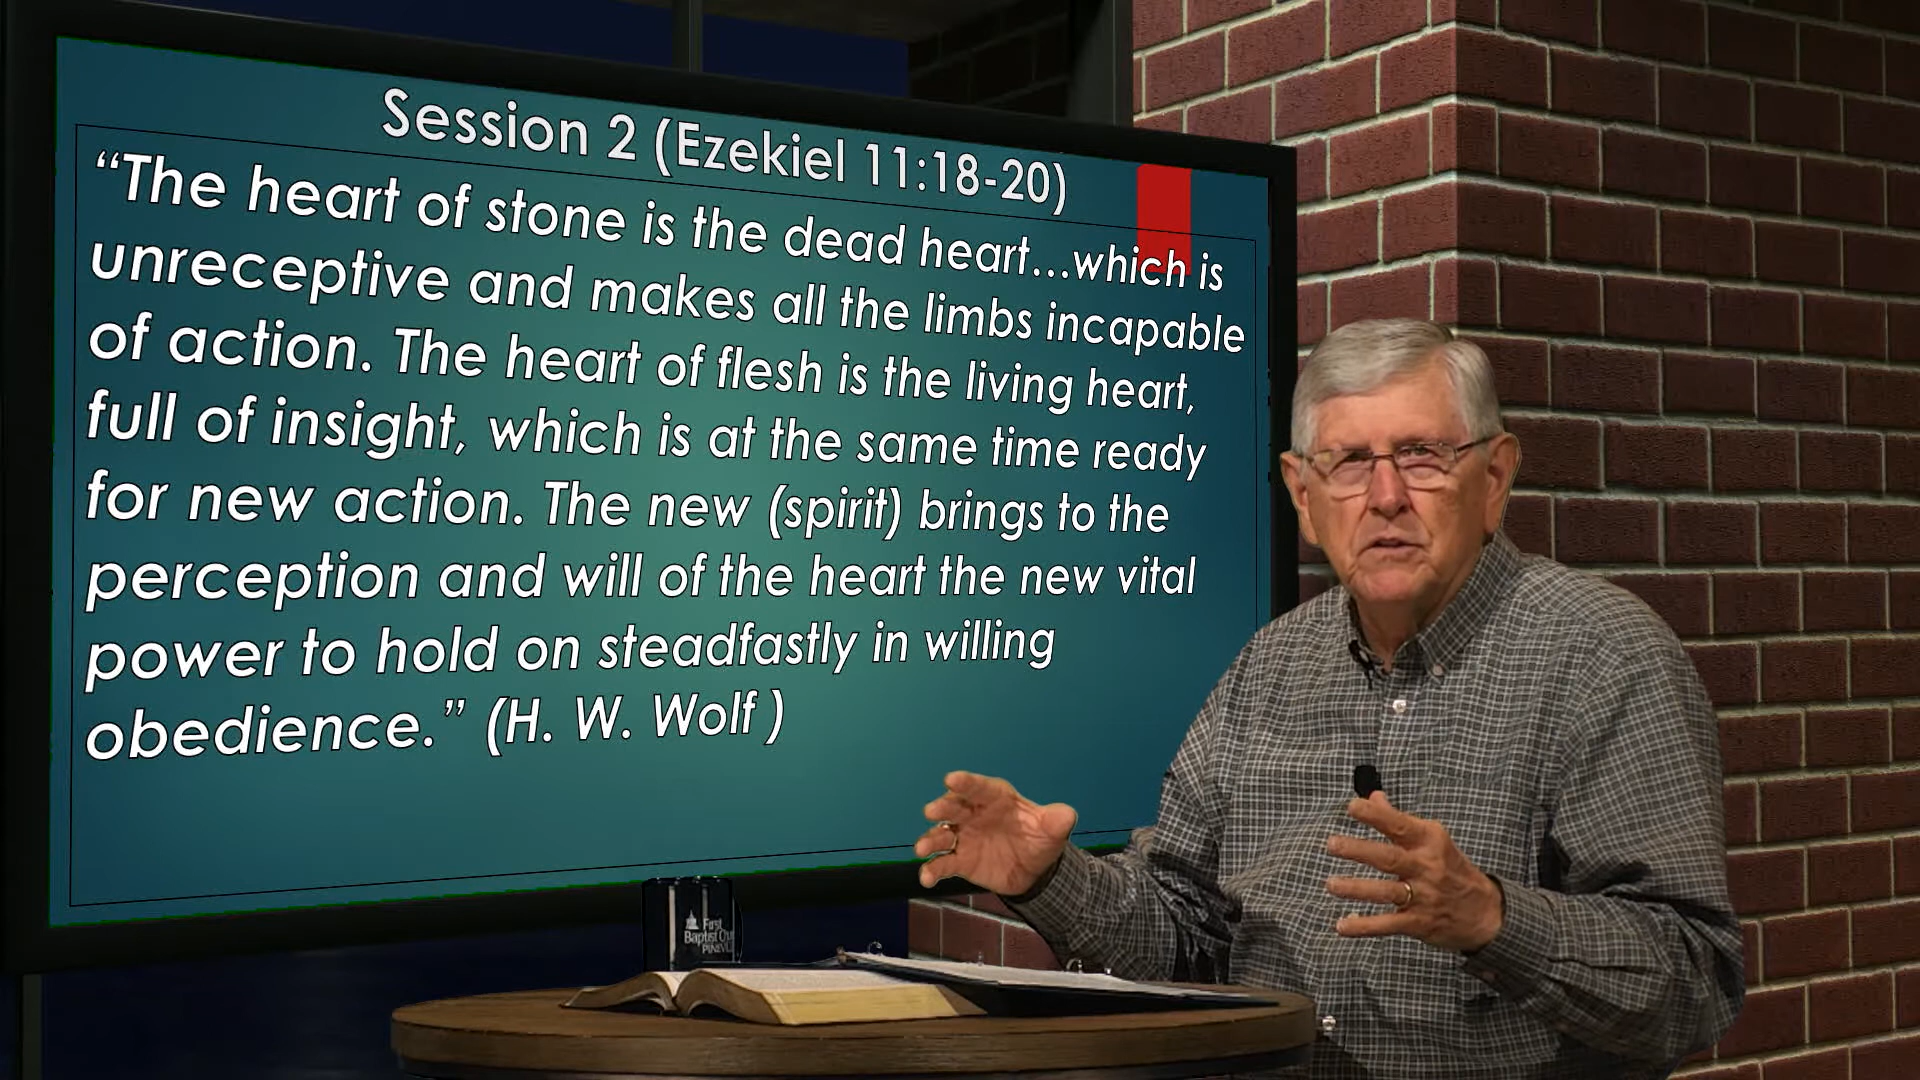 Session 2 (Ezekiel 11:18-20)
“The heart of stone is the dead heart...which is
unreceptive and makes all the limbs incapable
of action. The heart of flesh is the living heart,
full of insight, which is at the same time ready
for new action. The new (spirit) brings to the
perception and will of the heart the new vital
power to hold on steadfastly in willing
obedience.” (H. W. Wolf )
First
Baptist